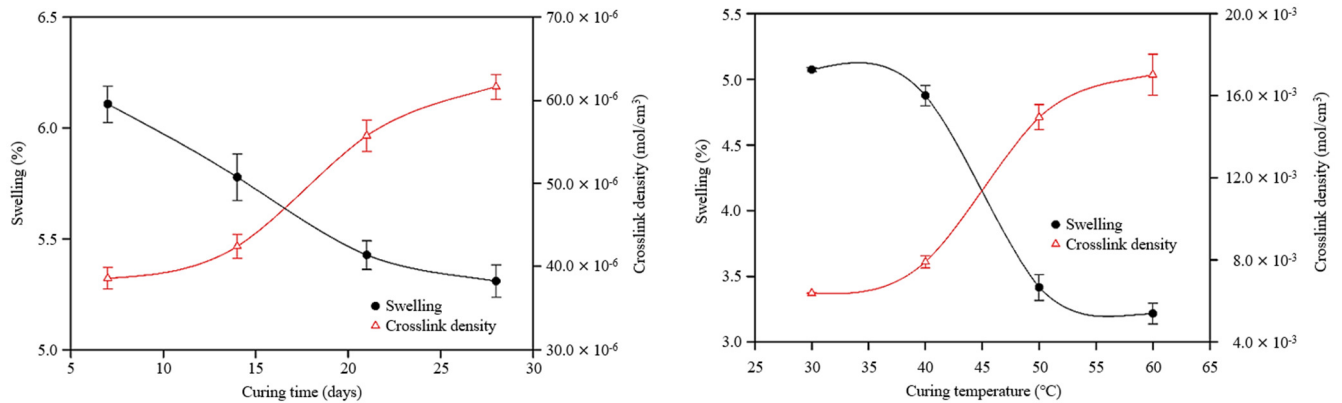 6.5
6.0
5.5
5.0
Swelling (%)
70.0 × 10⁻⁶
60.0 × 10⁻⁶
50.0 × 10⁻⁶
40.0 × 10⁻⁶
30.0 × 10⁻⁶
Crosslink density (mol/cm³)
Swelling
Crosslink density
5 10 15 20 25 30
Curing time (days)
5.5
5.0
4.5
4.0
3.5
3.0
Swelling (%)
20.0 × 10⁻³
16.0 × 10⁻³
12.0 × 10⁻³
8.0 × 10⁻³
4.0 × 10⁻³
Crosslink density (mol/cm³)
Swelling
Crosslink density
25 30 35 40 45 50 55 60 65
Curing temperature (°C)